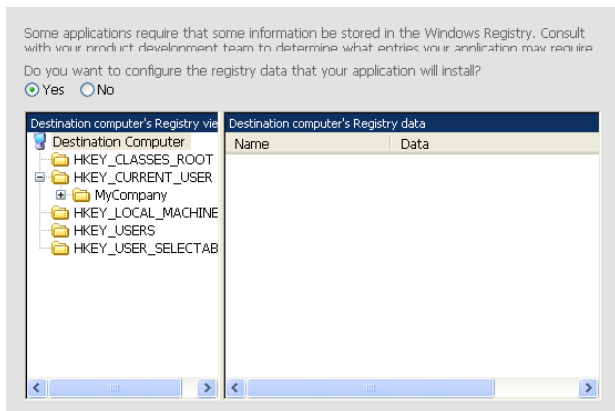 Some applications require that some information be stored in the Windows Registry. Consult
with your product development team to determine what entries your application may require
Do you want to configure the registry data that your application will install?
Yes No
Destination computer's Registry vie Destination computer's Registry data
Destination Computer Name Data
HKEY_CLASSES_ROOT
HKEY_CURRENT_USER
MyCompany
HKEY_LOCAL_MACHINE
HKEY_USERS
HKEY_USER_SELECTAB